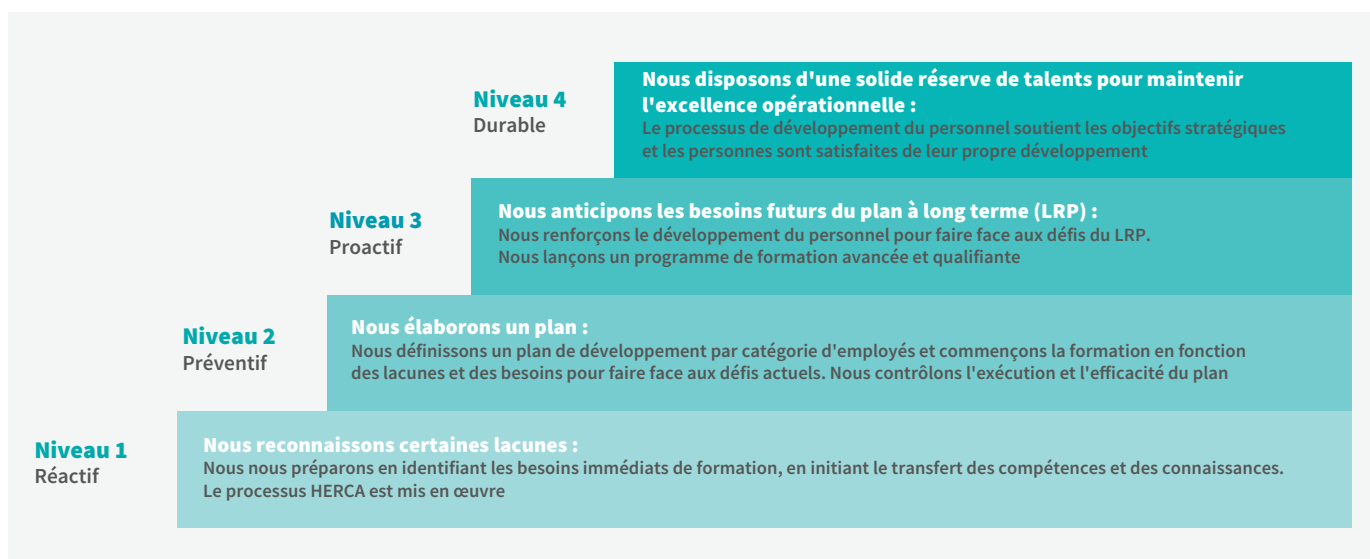 Niveau 4
Durable
Nous disposons d'une solide réserve de talents pour maintenir
l'excellence opérationnelle :
Le processus de développement du personnel soutient les objectifs stratégiques
et les personnes sont satisfaites de leur propre développement
Niveau 3
Proactif
Nous anticipons les besoins futurs du plan à long terme (LRP) :
Nous renforçons le développement du personnel pour faire face aux défis du LRP.
Nous lançons un programme de formation avancée et qualifiante
Niveau 2
Préventif
Nous élaborons un plan :
Nous définissons un plan de développement par catégorie d'employés et commençons la formation en fonction
des lacunes et des besoins pour faire face aux défis actuels. Nous contrôlons l'exécution et l'efficacité du plan
Niveau 1
Réactif
Nous reconnaissons certaines lacunes :
Nous nous préparons en identifiant les besoins immédiats de formation, en initiant le transfert des compétences et des connaissances.
Le processus HERCA est mis en œuvre